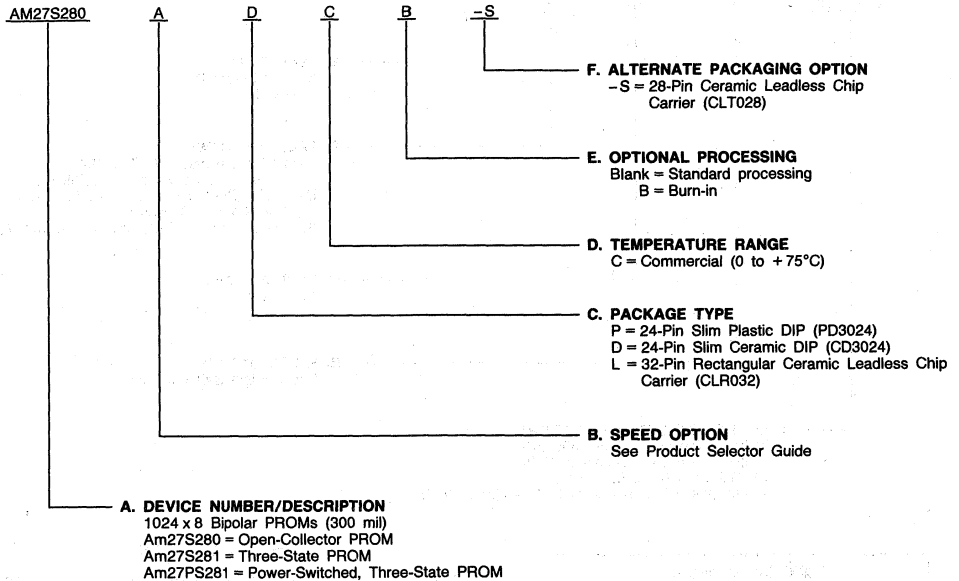 AM27S280 A D C B -S
F. ALTERNATE PACKAGING OPTION
-S = 28-Pin Ceramic Leadless Chip
Carrier (CLT028)
E. OPTIONAL PROCESSING
Blank = Standard processing
B = Burn-in
D. TEMPERATURE RANGE
C = Commercial (0 to +75°C)
C. PACKAGE TYPE
P = 24-Pin Slim Plastic DIP (PD3024)
D = 24-Pin Slim Ceramic DIP (CD3024)
L = 32-Pin Rectangular Ceramic Leadless Chip
Carrier (CLR032)
B. SPEED OPTION
See Product Selector Guide
A. DEVICE NUMBER/DESCRIPTION
1024 x 8 Bipolar PROMs (300 mil)
Am27S280 = Open-Collector PROM
Am27S281 = Three-State PROM
Am27PS281 = Power-Switched, Three-State PROM